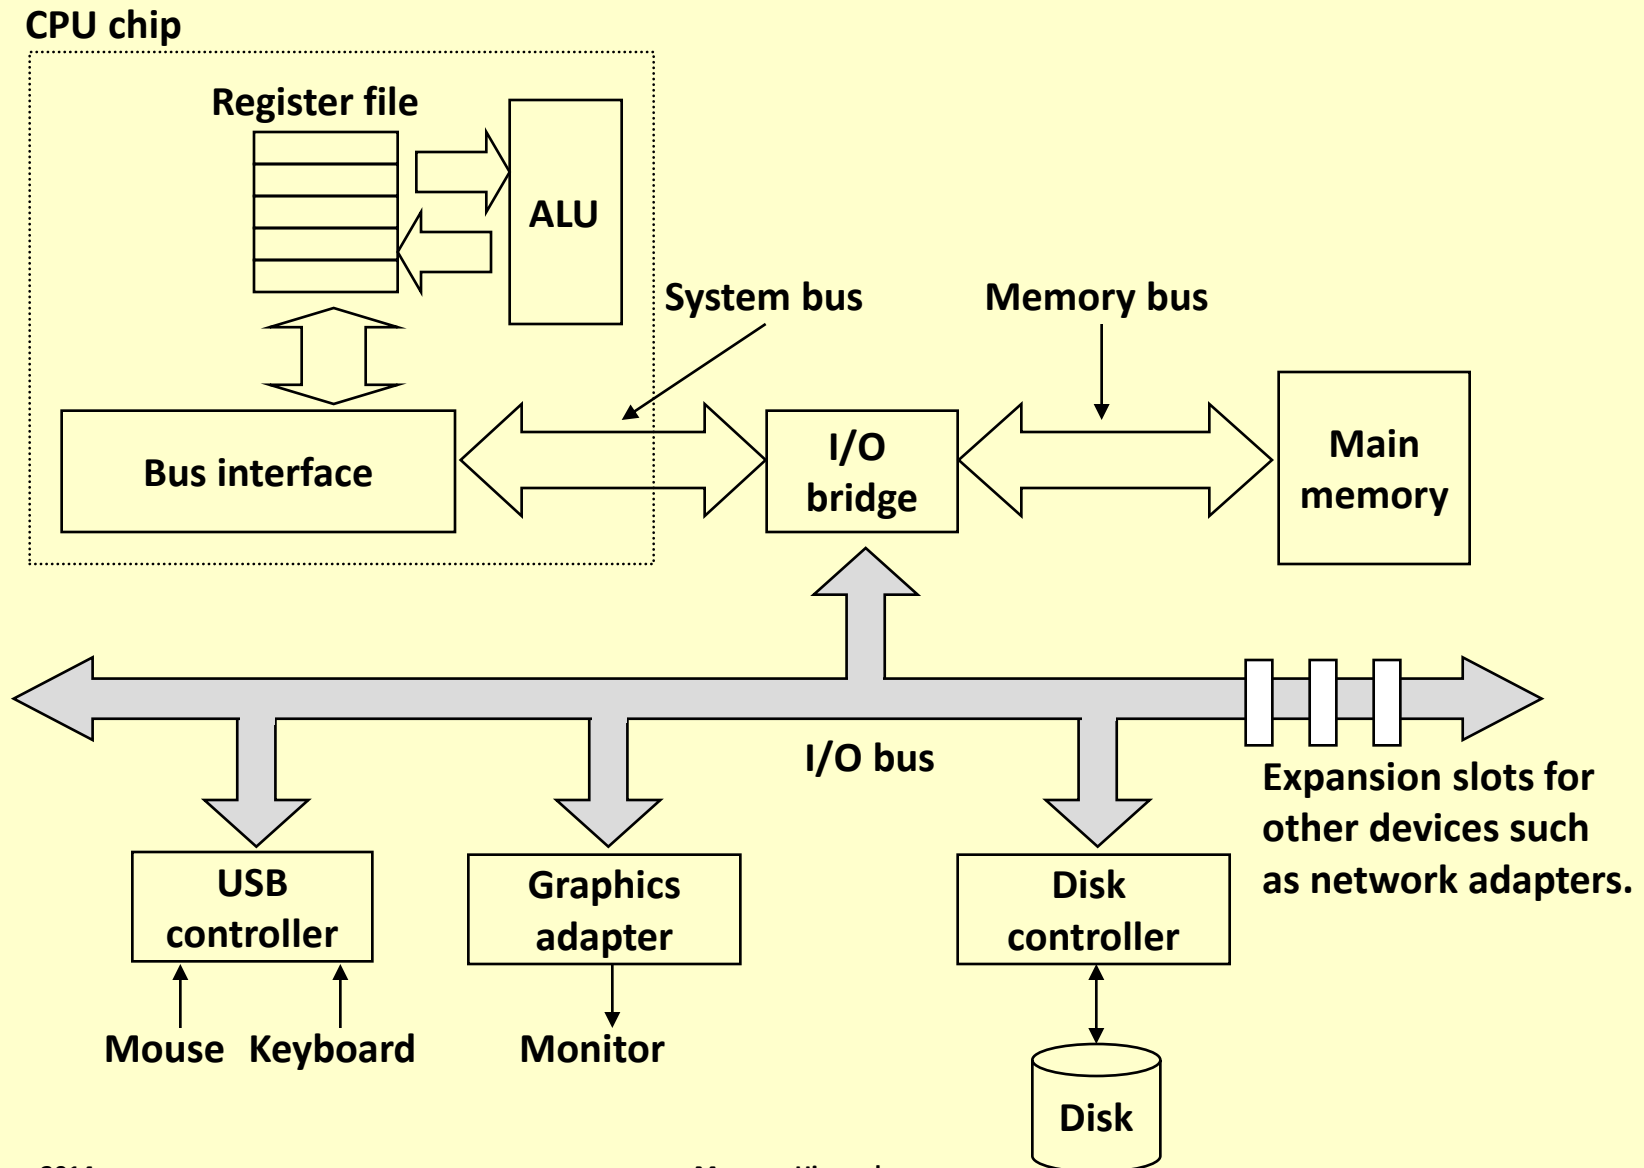 CPU chip
Register file
ALU
System bus
Memory bus
Bus interface
I/O
bridge
Main
memory
I/O bus
Expansion slots for
other devices such
as network adapters.
USB
controller
Graphics
adapter
Disk
controller
Mouse
Keyboard
Monitor
Disk